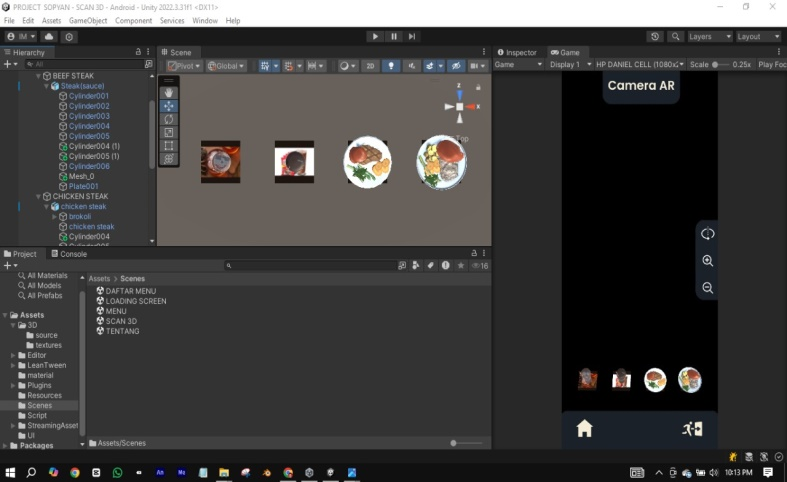 PROJECT SOPYAN - SCAN 3D - Android - Unity 2022.3.31f1 <DX11>
File Edit Assets GameObject Component Services Window Help
IM
Layers Layout
Hierarchy Scene Inspector Game
All Pivot Global 2D Game Display 1 HP DANIEL CELL (1080x Scale 0.25x Play Foc
BEEF STEAK
Steak(sauce)
Cylinder001
Cylinder002
Cylinder003
Cylinder004
Cylinder005
Cylinder004 (1)
Cylinder005 (1)
Cylinder006
Mesh_0
Plate001
CHICKEN STEAK
chicken steak
brokoli
chicken steak
Cylinder004
z
x
Top
Camera AR
Project Console
16
All Materials
All Models
All Prefabs
Assets
3D
source
textures
Editor
LeanTween
material
Plugins
Resources
Scenes
Script
StreamingAsset
UI
Packages
Assets > Scenes
DAFTAR MENU
LOADING SCREEN
MENU
SCAN 3D
TENTANG
Assets/Scenes
An Mo
10:13 PM